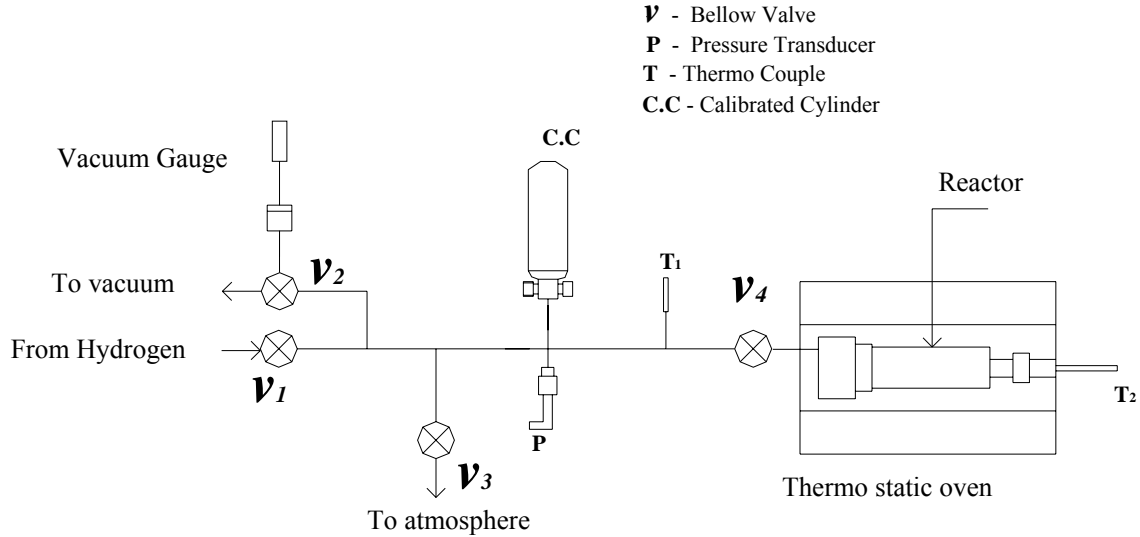 v - Bellow Valve
P - Pressure Transducer
T - Thermo Couple
C.C - Calibrated Cylinder
C.C
Vacuum Gauge
Reactor
T1
To vacuum
v2
v4
From Hydrogen
v1
T2
P
v3
Thermo static oven
To atmosphere